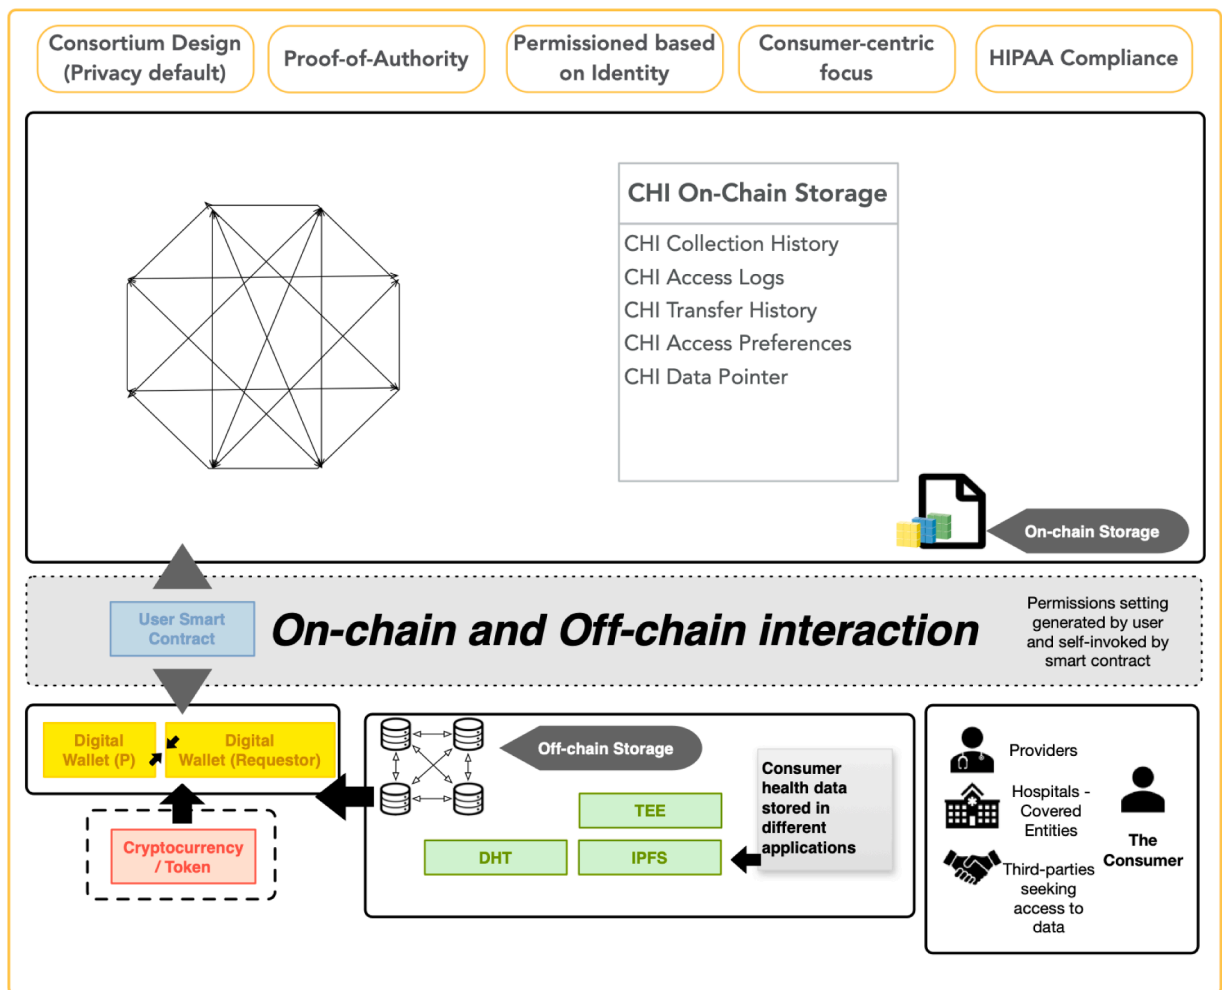 Consortium Design
(Privacy default)
Proof-of-Authority
Permissioned based
on Identity
Consumer-centric
focus
HIPAA Compliance
CHI On-Chain Storage
CHI Collection History
CHI Access Logs
CHI Transfer History
CHI Access Preferences
CHI Data Pointer
On-chain Storage
User Smart
Contract
On-chain and Off-chain interaction
Permissions setting
generated by user
and self-invoked by
smart contract
Digital
Wallet (P)
Digital
Wallet (Requestor)
Cryptocurrency
/ Token
Off-chain Storage
Consumer
health data
stored in
different
applications
TEE
DHT
IPFS
Providers
Hospitals -
Covered
Entities
Third-parties
seeking
access to
data
The
Consumer